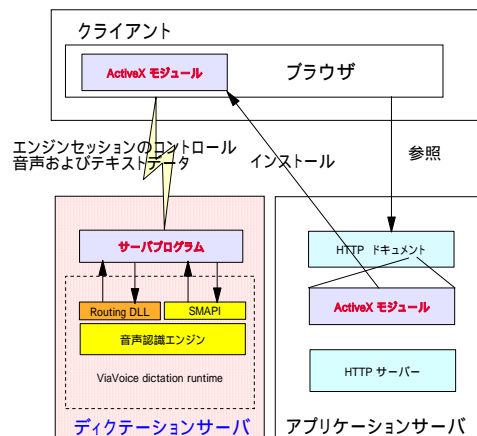 クライアント
ActiveX モジュール
ブラウザ
エンジンセッションのコントロール
音声およびテキストデータ
インストール
参照
サーバプログラム
HTTP ドキュメント
Routing DLL
SMAPI
ActiveX モジュール
音声認識エンジン
ViaVoice dictation runtime
HTTP サーバー
ディクテーションサーバ
アプリケーションサーバ